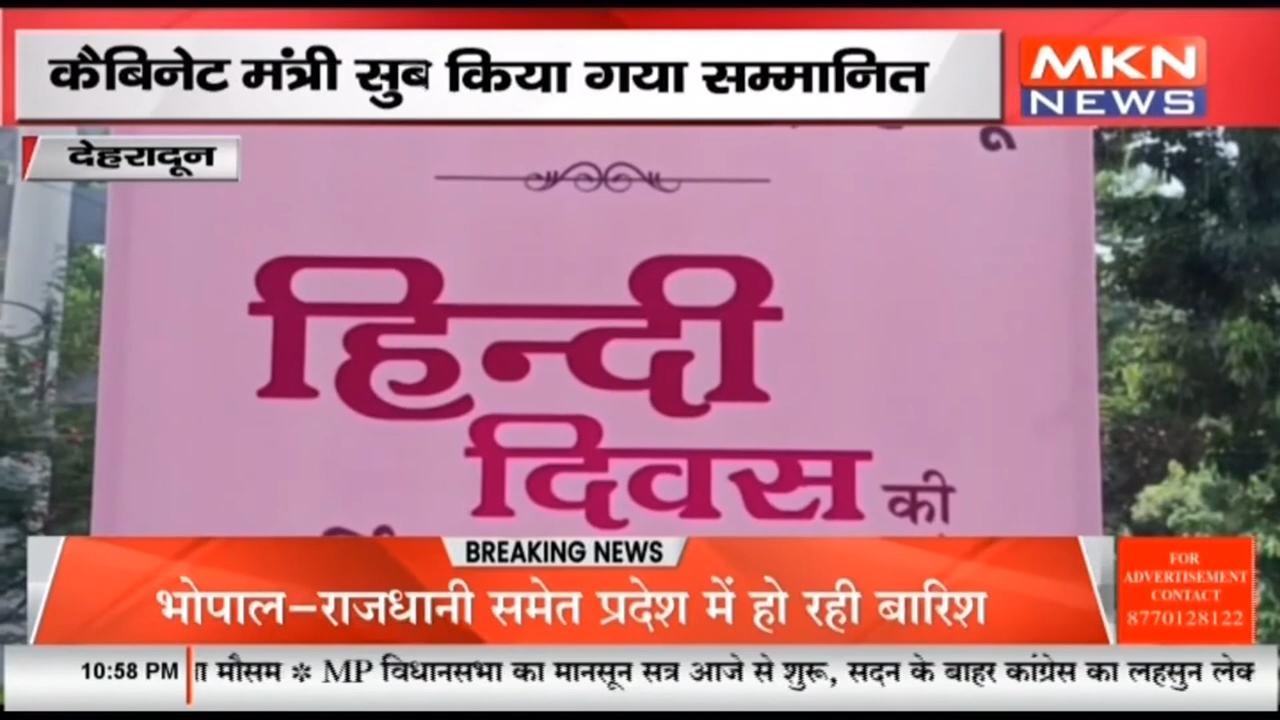 कैबिनेट मंत्री सुब किया गया सम्मानित
MKN
NEWS
देहरादून
हिन्दी
दिवस की
BREAKING NEWS
भोपाल-राजधानी समेत प्रदेश में हो रही बारिश
FOR
ADVERTISEMENT
CONTACT
8770128122
10:58 PM
मौसम * MP विधानसभा का मानसून सत्र आजे से शुरू, सदन के बाहर कांग्रेस का लहसुन लेक